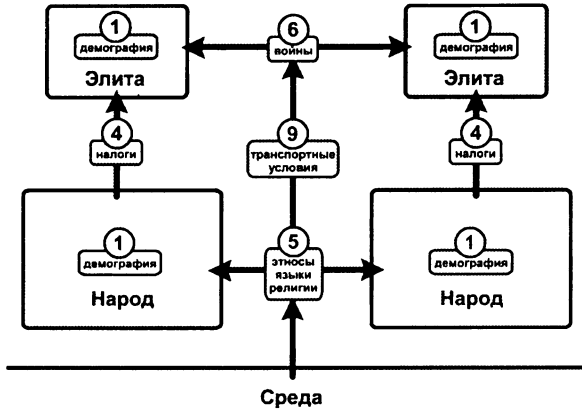 1
демография
Элита
6
войны
1
демография
Элита
4
налоги
9
транспортные
условия
4
налоги
1
демография
Народ
5
этносы
языки
религии
1
демография
Народ
Среда